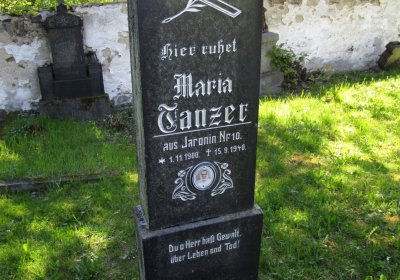 Hier ruhet
Maria
Tanzer
aus Jaronin Nr 10.
* 1.11.1900. † 15.9.1940.
Du o Herr hast Gewalt,
über Leben und Tod!